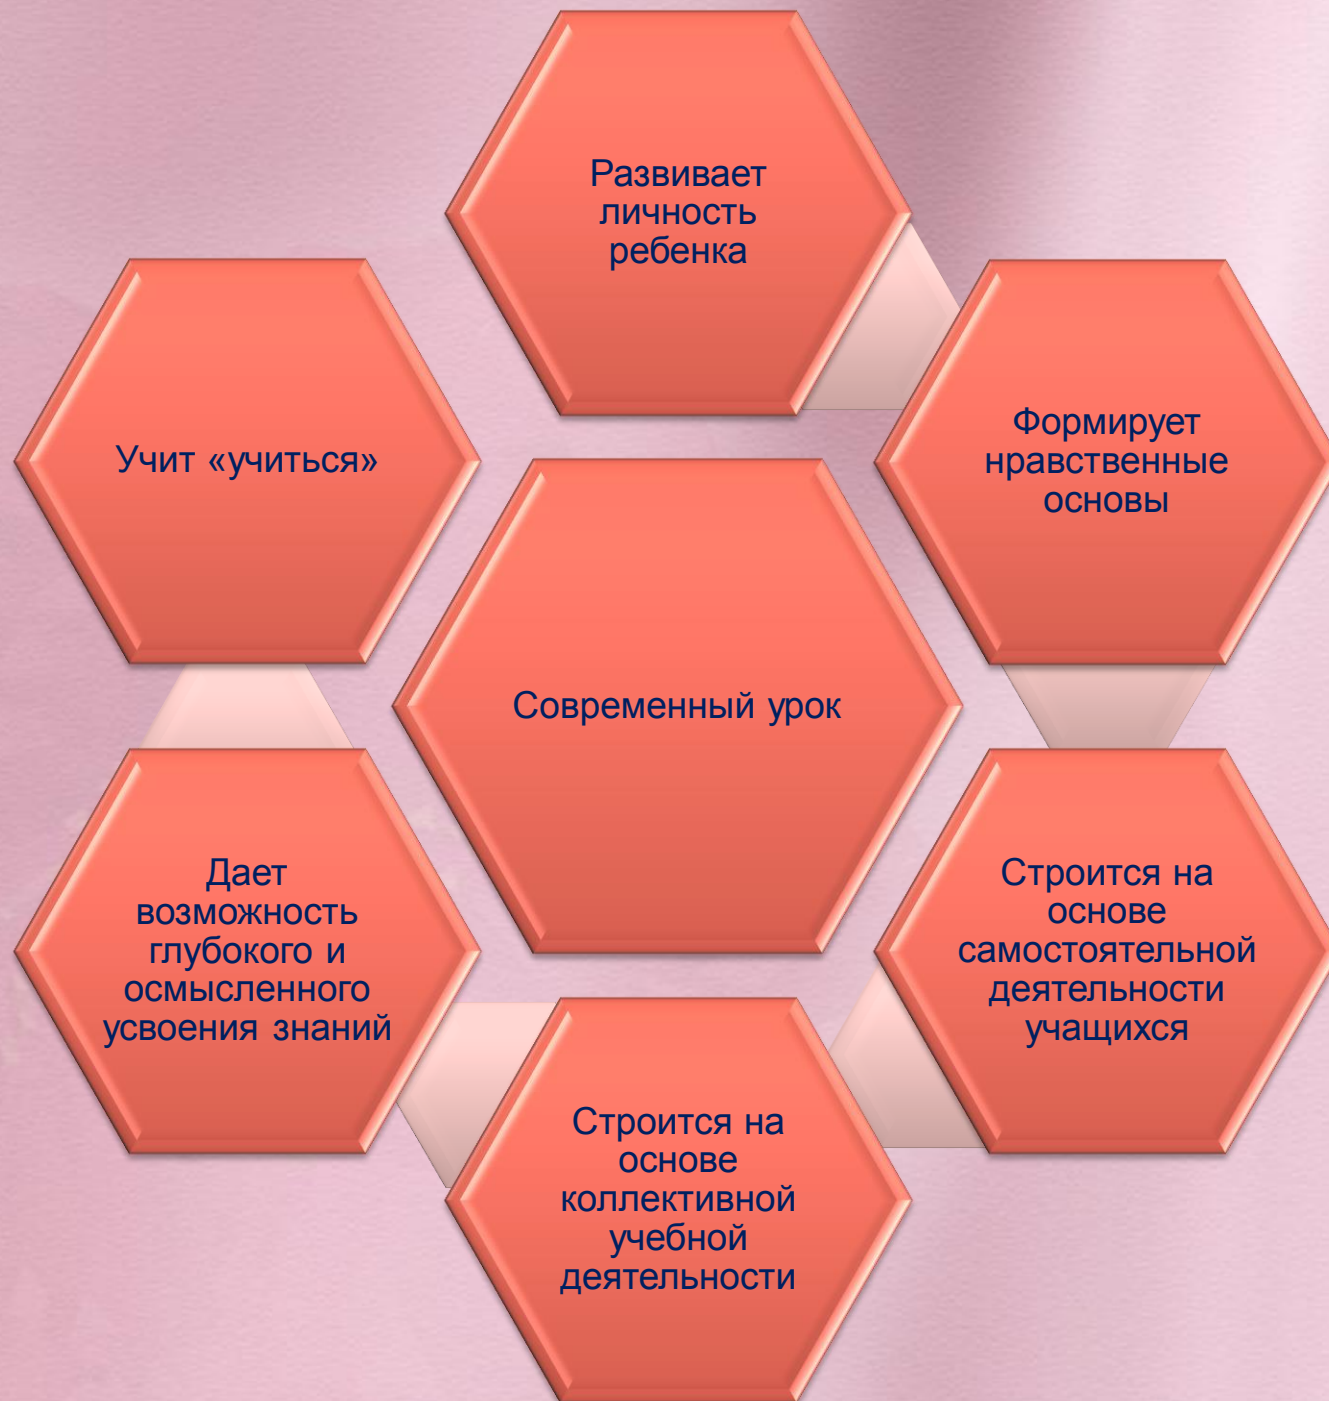 Развивает
личность
ребенка
Формирует
нравственные
основы
Учит «учиться»
Современный урок
Дает
возможность
глубокого и
осмысленного
усвоения знаний
Строится на
основе
самостоятельной
деятельности
учащихся
Строится на
основе
коллективной
учебной
деятельности